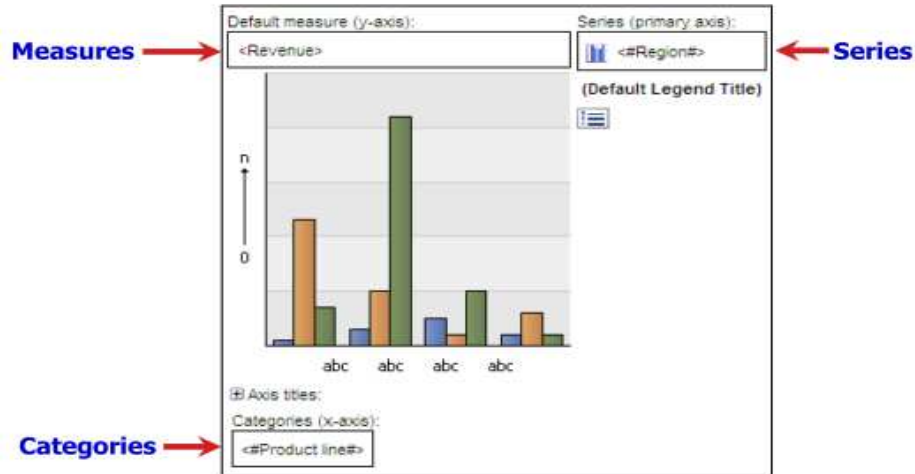 Default measure (y-axis):
Series (primary axis):
Measures
<Revenue>
<#Region#>
Series
(Default Legend Title)
n
0
abc abc abc abc
Axis titles:
Categories (x-axis):
Categories
<#Product line#>